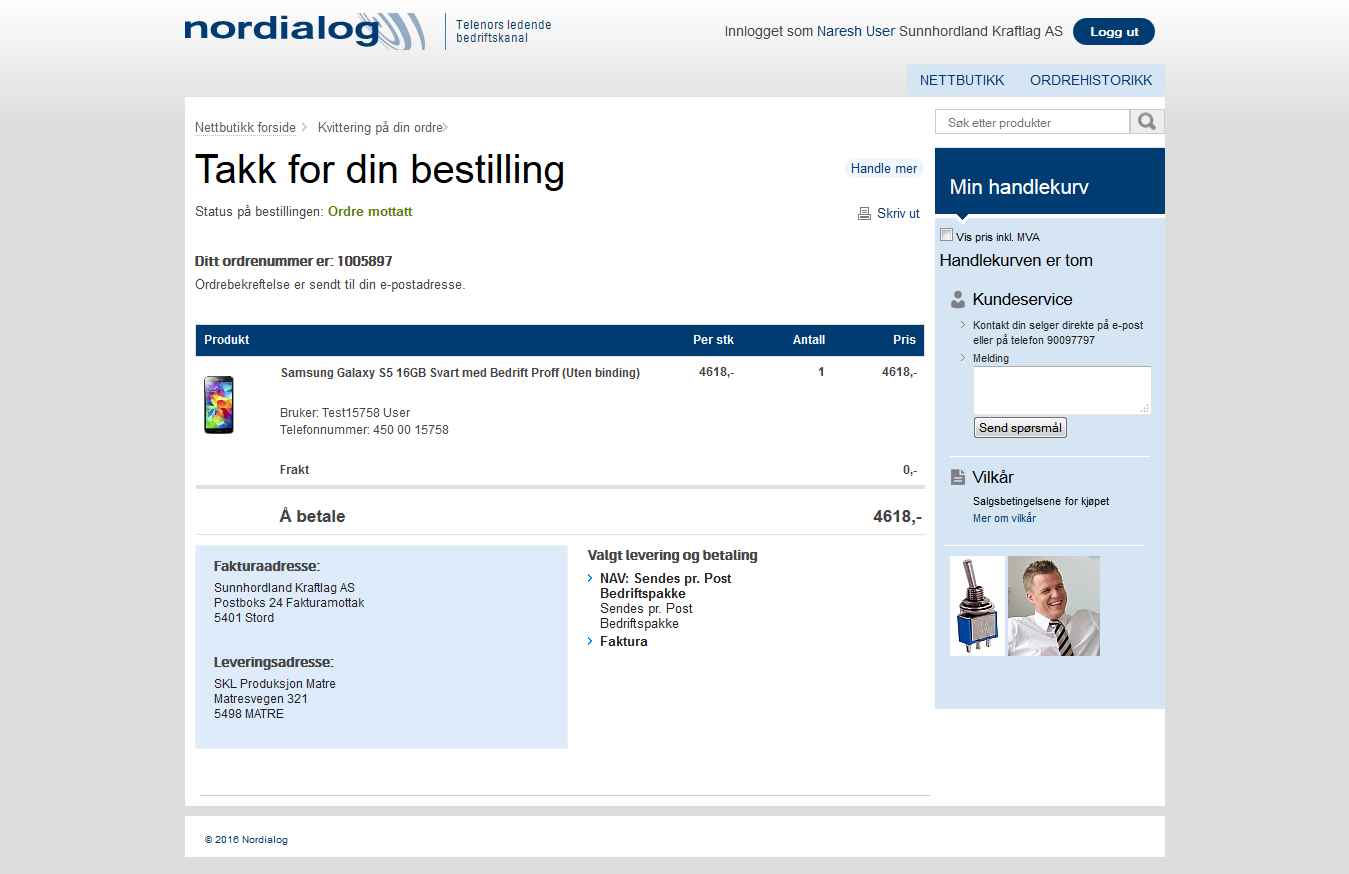 nordialog
Telenors ledende
bedriftskanal
Innlogget som Naresh User Sunnhordland Kraftlag AS
Logg ut
NETTBUTIKK
ORDREHISTORIKK
Nettbutikk forside
Kvittering på din ordre
Takk for din bestilling
Handle mer
Status på bestillingen: Ordre mottatt
Skriv ut
Ditt ordrenummer er: 1005897
Ordrebekreftelse er sendt til din e-postadresse.
Produkt Per stk Antall Pris
Samsung Galaxy S5 16GB Svart med Bedrift Proff (Uten binding) 4618,- 1 4618,-
Bruker: Test15758 User
Telefonnummer: 450 00 15758
Frakt 0,-
Å betale 4618,-
Fakturaadresse:
Sunnhordland Kraftlag AS
Postboks 24 Fakturamottak
5401 Stord
Leveringsadresse:
SKL Produksjon Matre
Matresvegen 321
5498 MATRE
Valgt levering og betaling
NAV: Sendes pr. Post
Bedriftspakke
Sendes pr. Post
Bedriftspakke
Faktura
Søk etter produkter
Min handlekurv
Vis pris inkl. MVA
Handlekurven er tom
Kundeservice
Kontakt din selger direkte på e-post
eller på telefon 90097797
Melding
Send spørsmål
Vilkår
Salgsbetingelsene for kjøpet
Mer om vilkår
© 2016 Nordialog